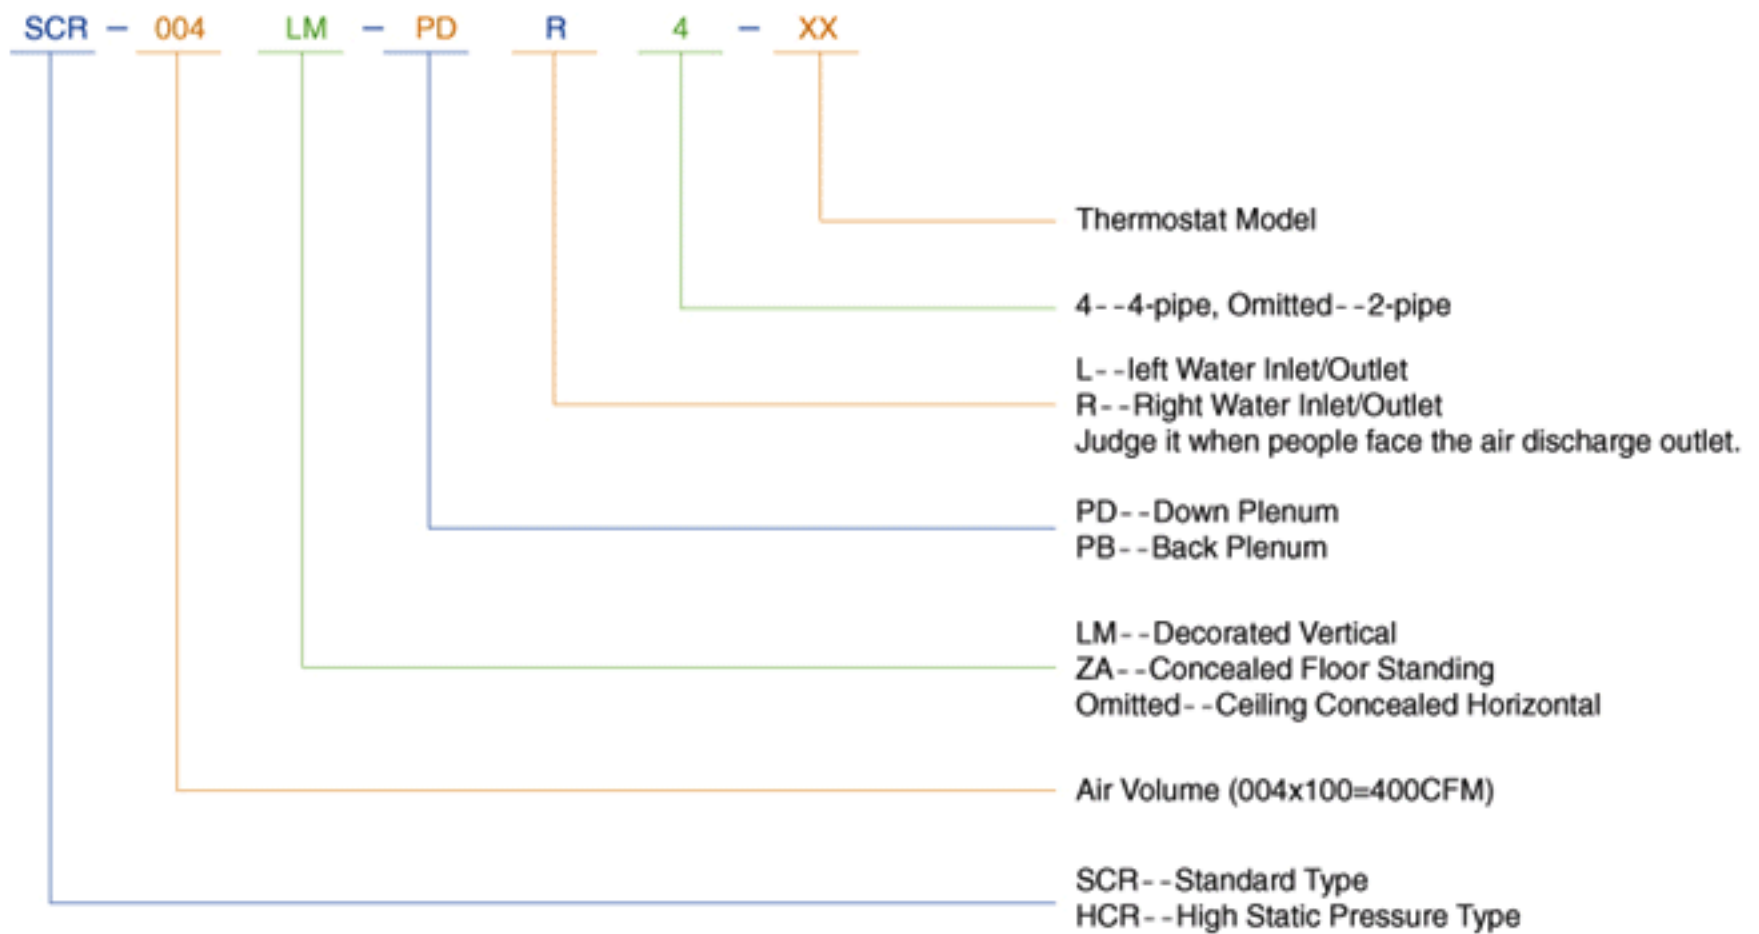 SCR - 004 LM - PD R 4 - XX
Thermostat Model
4--4-pipe, Omitted--2-pipe
L--left Water Inlet/Outlet
R--Right Water Inlet/Outlet
Judge it when people face the air discharge outlet.
PD--Down Plenum
PB--Back Plenum
LM--Decorated Vertical
ZA--Concealed Floor Standing
Omitted--Ceiling Concealed Horizontal
Air Volume (004x100=400CFM)
SCR--Standard Type
HCR--High Static Pressure Type